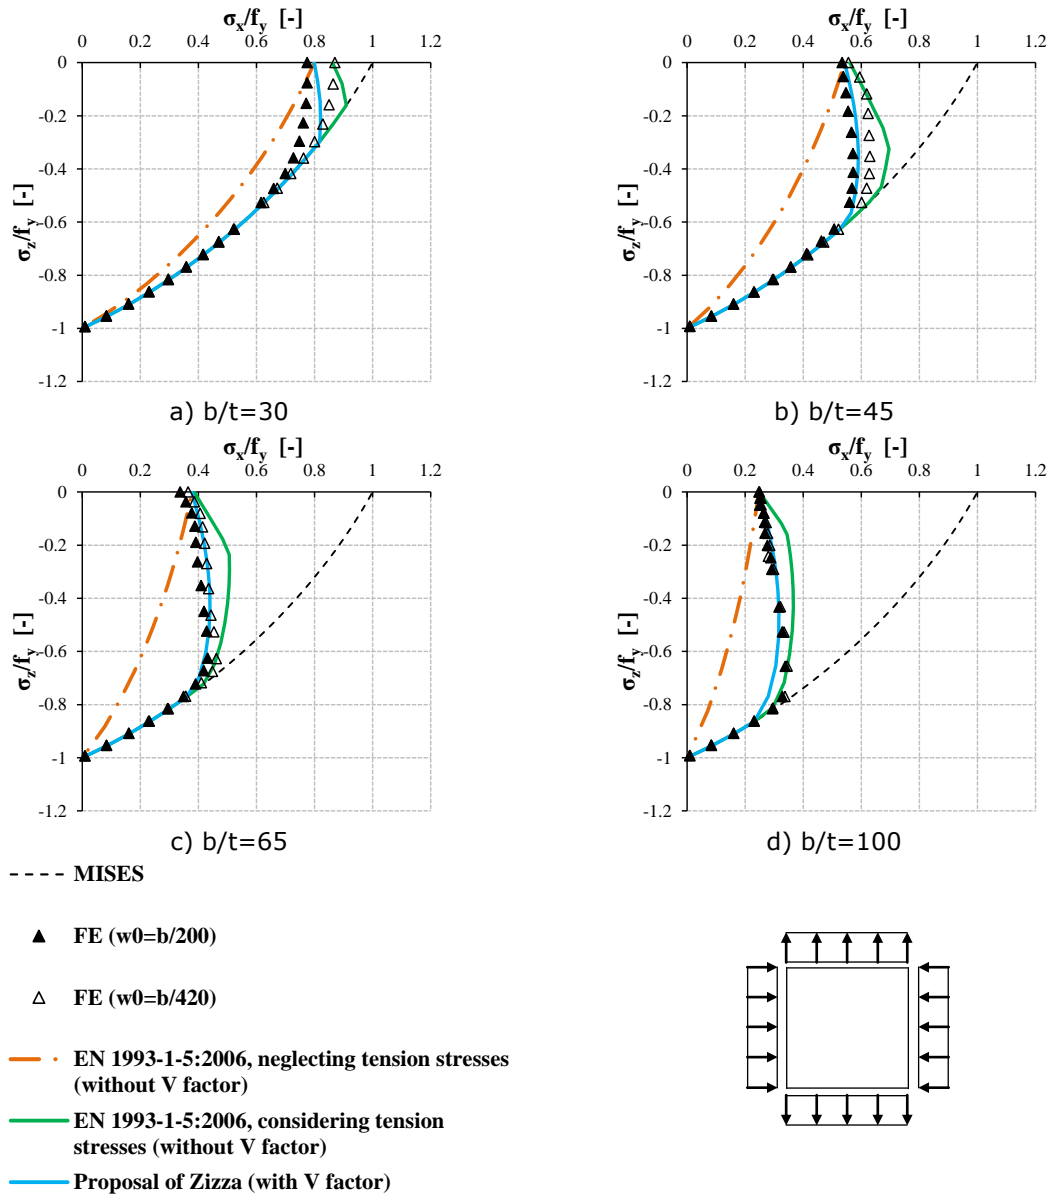 σx/fy [-]
0 0.2 0.4 0.6 0.8 1 1.2
0
-0.2
-0.4
-0.6
-0.8
-1
-1.2
σz/fy [-]
a) b/t=30
σx/fy [-]
0 0.2 0.4 0.6 0.8 1 1.2
0
-0.2
-0.4
-0.6
-0.8
-1
-1.2
σz/fy [-]
b) b/t=45
σx/fy [-]
0 0.2 0.4 0.6 0.8 1 1.2
0
-0.2
-0.4
-0.6
-0.8
-1
-1.2
σz/fy [-]
c) b/t=65
σx/fy [-]
0 0.2 0.4 0.6 0.8 1 1.2
0
-0.2
-0.4
-0.6
-0.8
-1
-1.2
σz/fy [-]
d) b/t=100
MISES
FE (w0=b/200)
FE (w0=b/420)
EN 1993-1-5:2006, neglecting tension stresses
(without V factor)
EN 1993-1-5:2006, considering tension
stresses (without V factor)
Proposal of Zizza (with V factor)